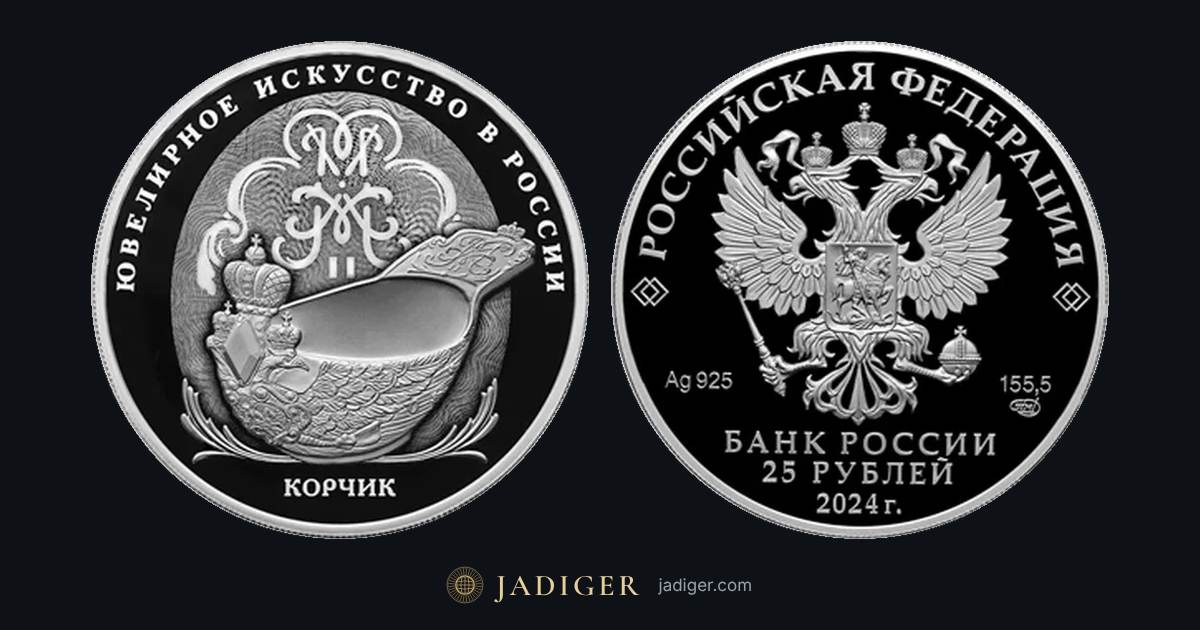 ЮВЕЛИРНОЕ ИСКУССТВО В РОССИИ
КОРЧИК
РОССИЙСКАЯ ФЕДЕРАЦИЯ
Ag 925
155,5
БАНК РОССИИ
25 РУБЛЕЙ
2024 г.
JADIGER
jadiger.com